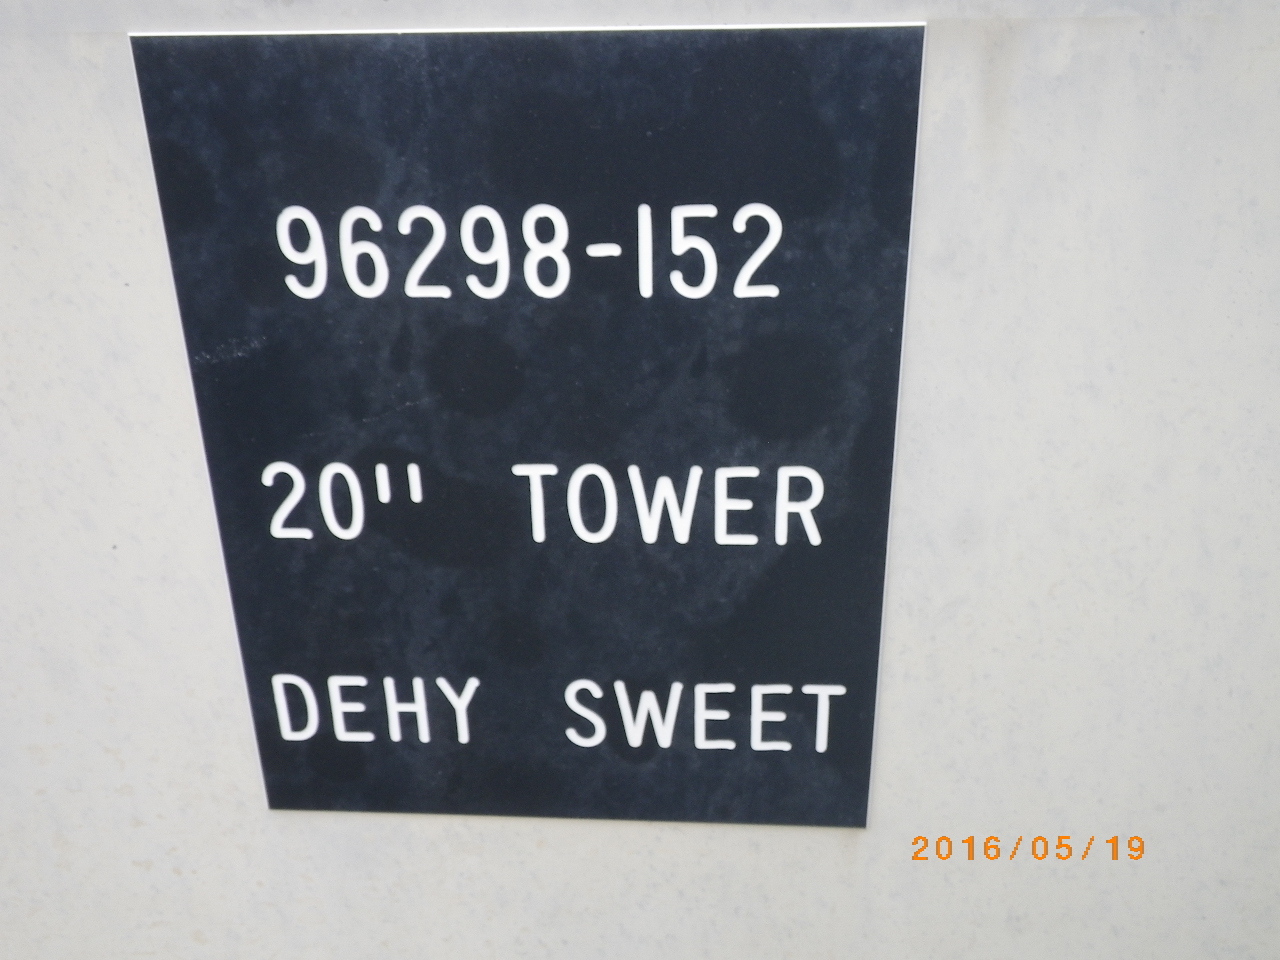 96298-152
20" TOWER
DEHY SWEET
2016/05/19